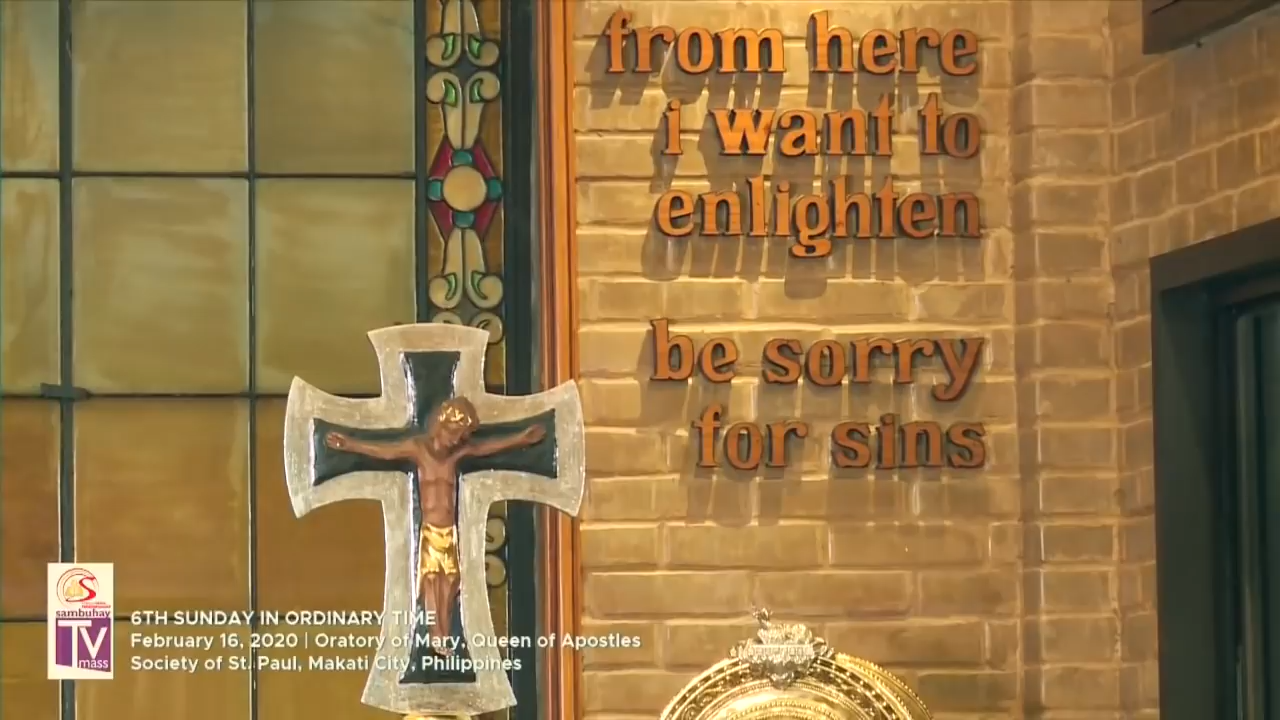 from here
i want to
enlighten
be sorry
for sins
sambuhay
TV
mass
6TH SUNDAY IN ORDINARY TIME
February 16, 2020 | Oratory of Mary, Queen of Apostles
Society of St. Paul, Makati City, Philippines